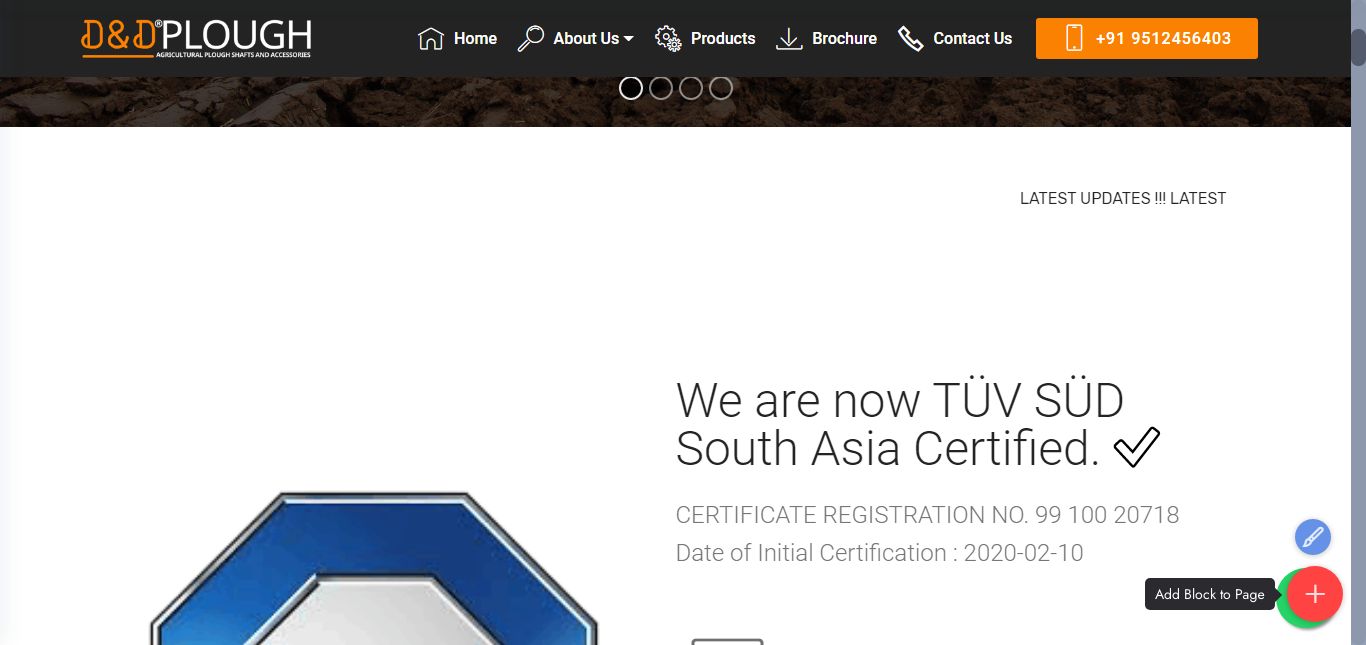 D&D®PLOUGH
AGRICULTURAL PLOUGH SHAFTS AND ACCESSORIES
Home
About Us
Products
Brochure
Contact Us
+91 9512456403
LATEST UPDATES !!! LATEST
We are now TÜV SÜD
South Asia Certified.
CERTIFICATE REGISTRATION NO. 99 100 20718
Date of Initial Certification : 2020-02-10
Add Block to Page